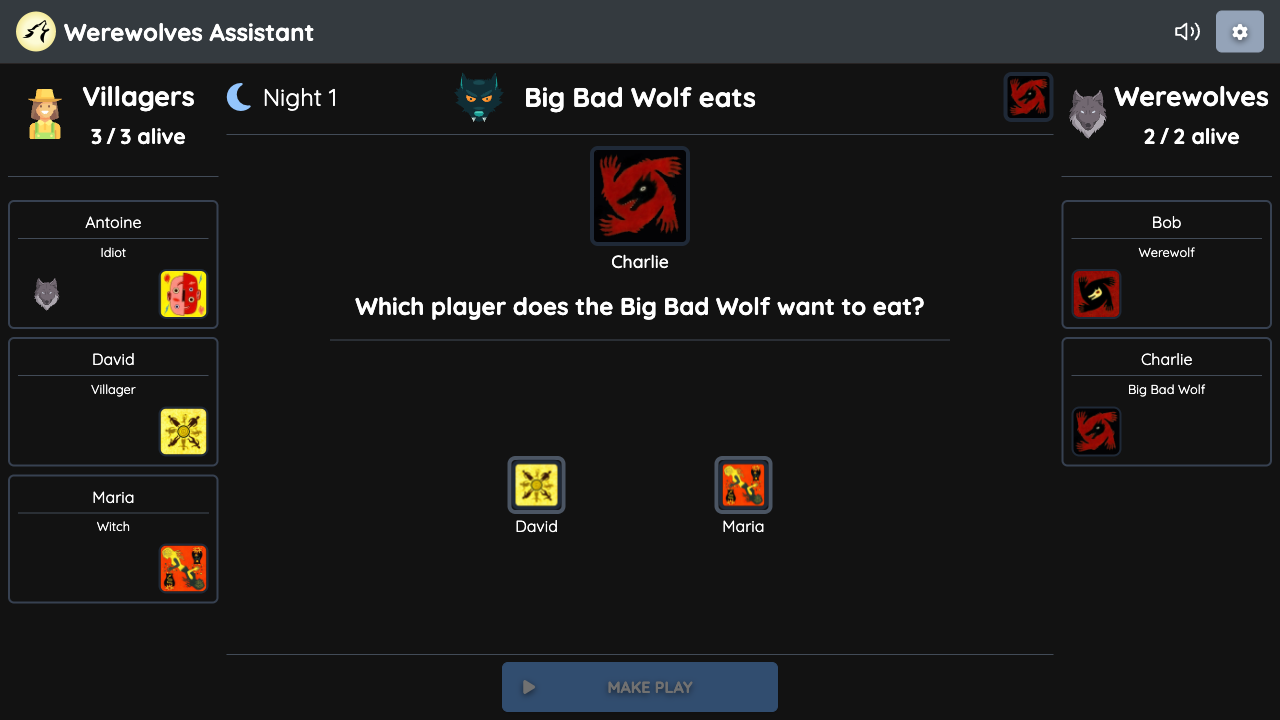 Werewolves Assistant
Villagers
3 / 3 alive
Night 1
Big Bad Wolf eats
Werewolves
2 / 2 alive
Antoine
Idiot
David
Villager
Maria
Witch
Charlie
Which player does the Big Bad Wolf want to eat?
David
Maria
MAKE PLAY
Bob
Werewolf
Charlie
Big Bad Wolf